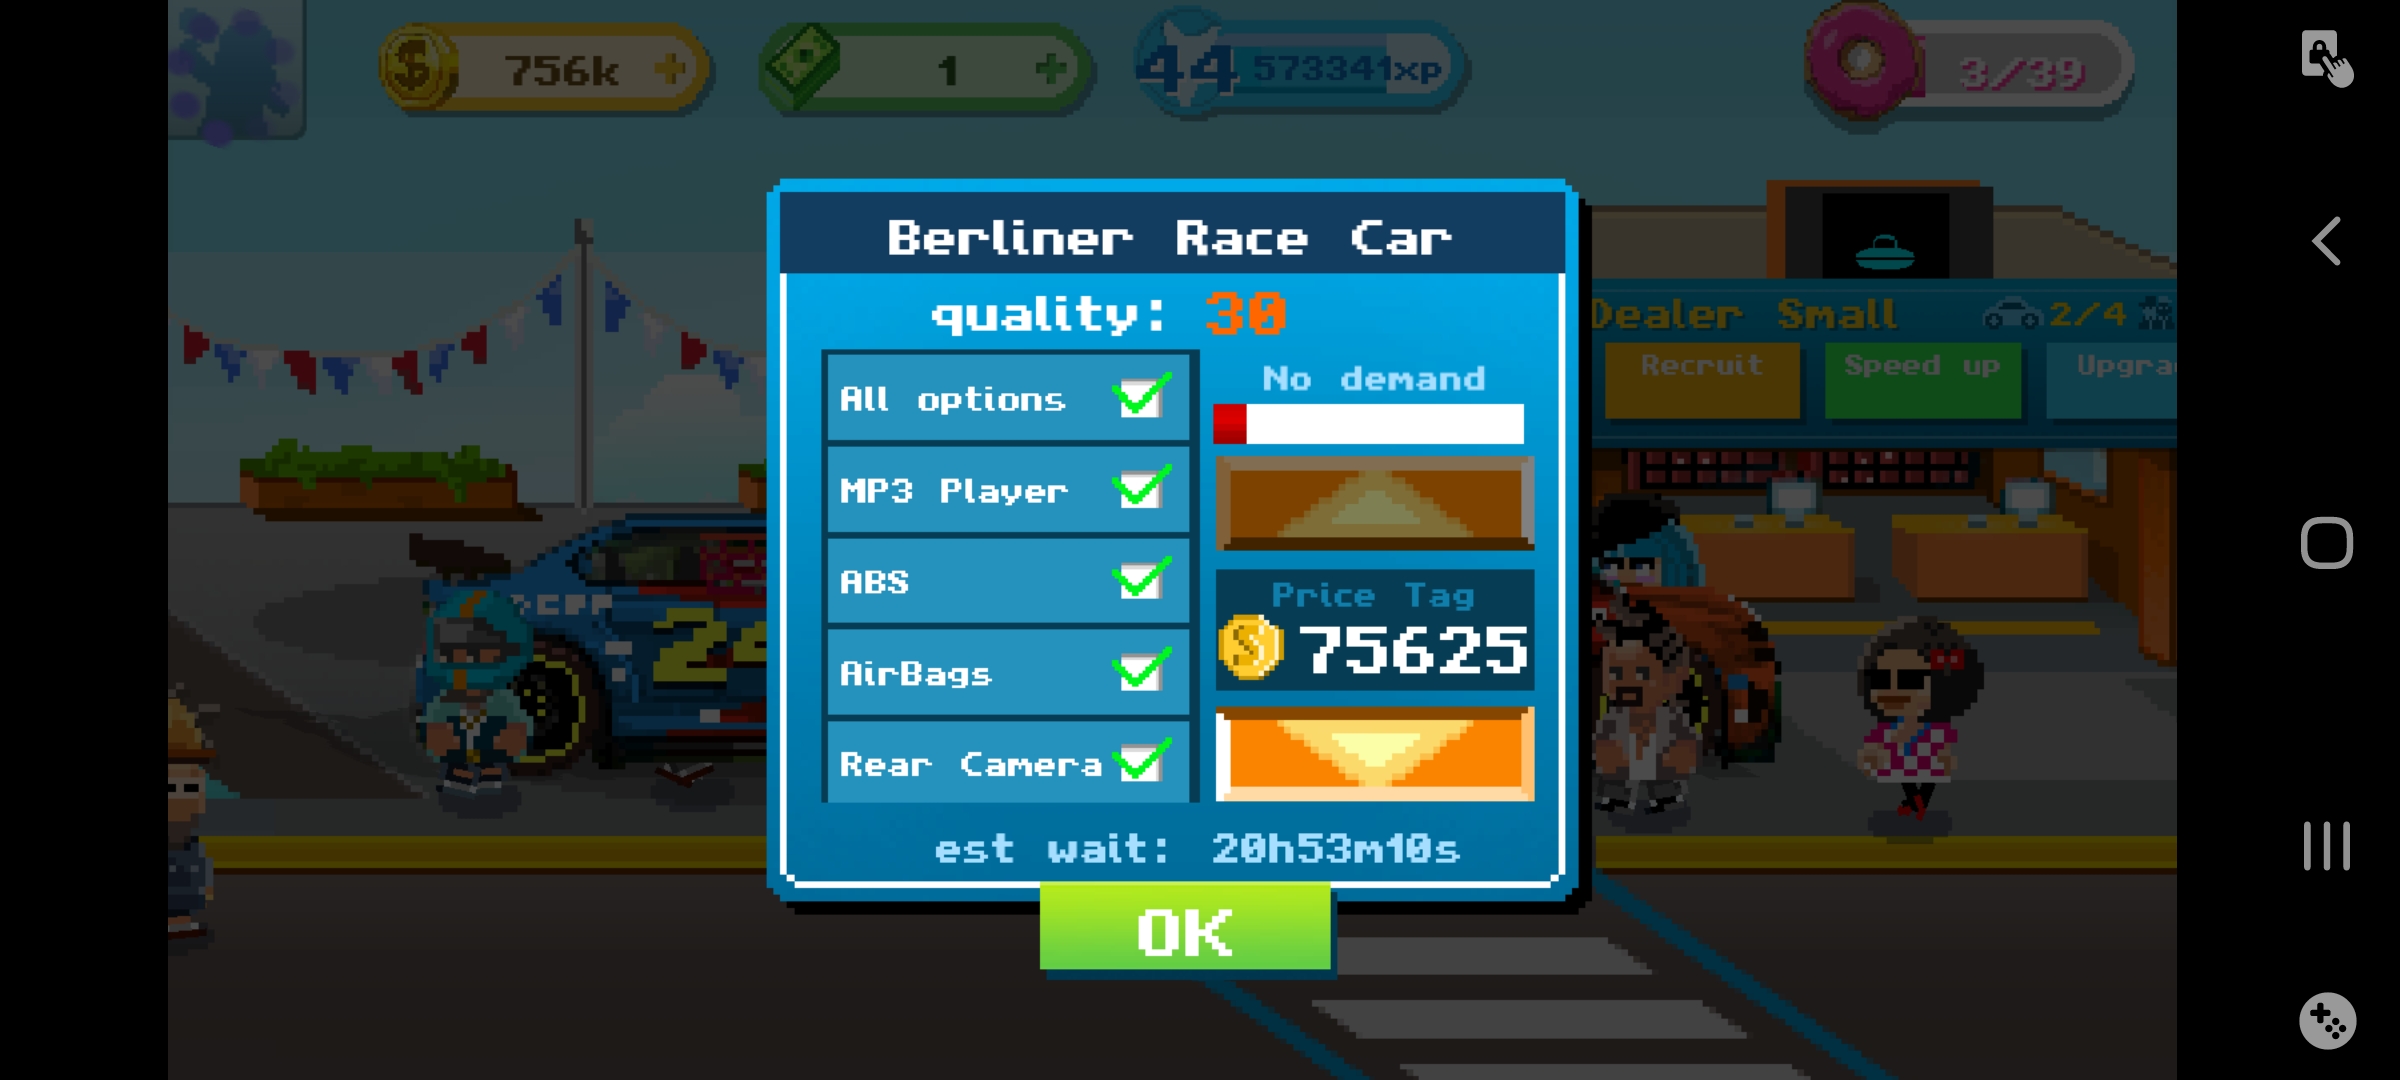 756k
1
44 573341xp
3/39
Berliner Race Car
quality: 30
All options
MP3 Player
ABS
AirBags
Rear Camera
No demand
Price Tag
75625
est wait: 20h53m10s
OK
Dealer Small 2/4
Recruit
Speed up
Upgra